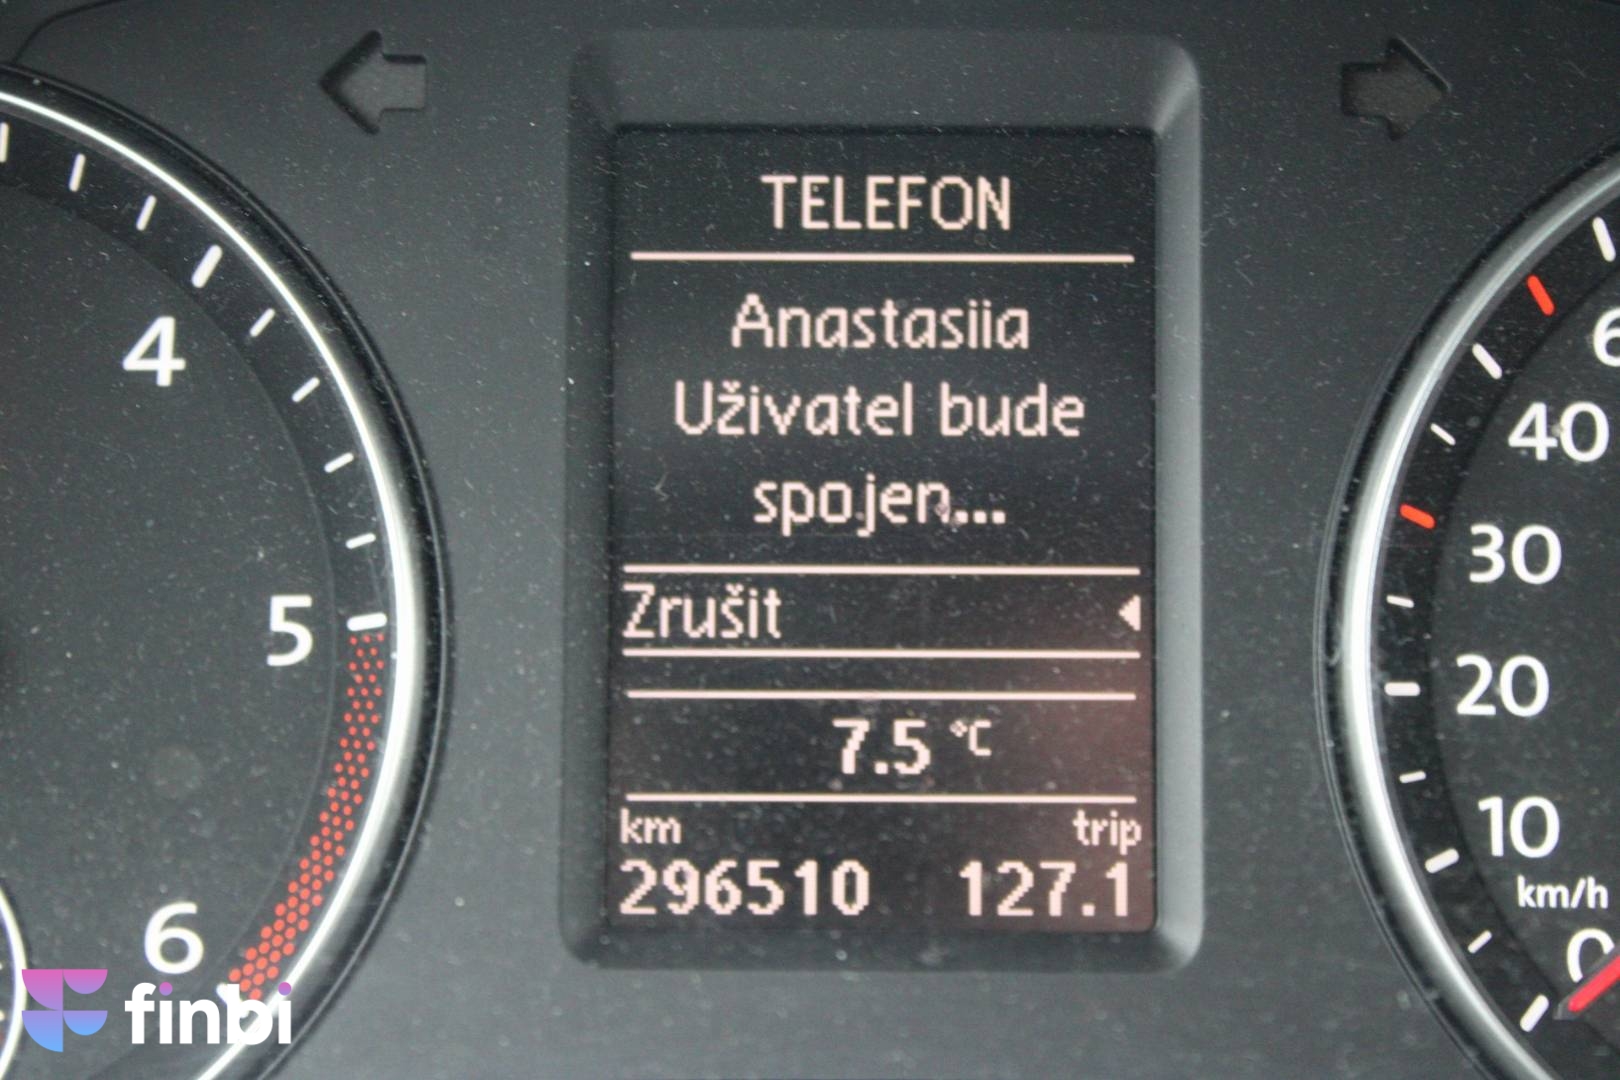 TELEFON
Anastasiia
Uživatel bude
spojen...
Zrušit
7.5 °C
km trip
296510 127.1
4
5
6
40
30
20
10
km/h
0
finbi